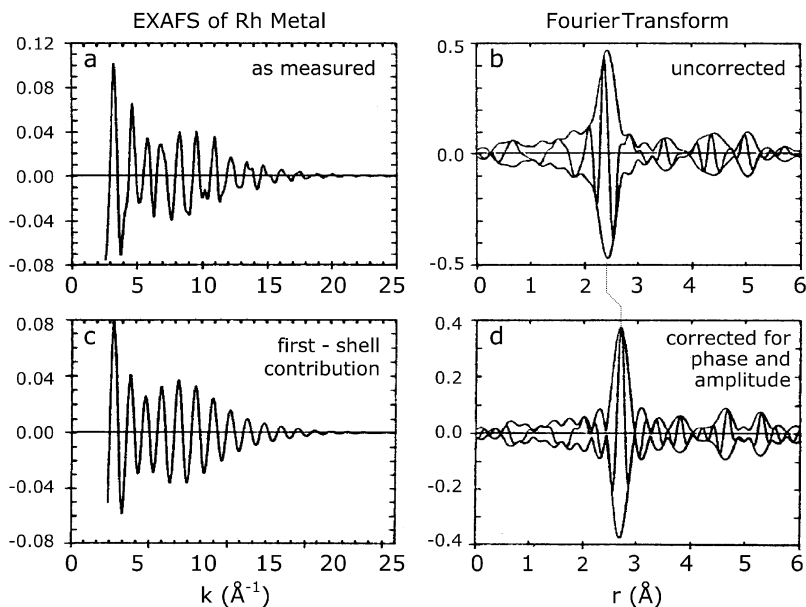 EXAFS of Rh Metal
Fourier Transform
a
as measured
0.12
0.08
0.04
0.00
-0.04
-0.08
0 5 10 15 20 25
b
uncorrected
0.5
0.0
-0.5
0 1 2 3 4 5 6
c
first - shell
contribution
0.08
0.04
0.00
-0.04
-0.08
0 5 10 15 20 25
k (Å⁻¹)
d
corrected for
phase and
amplitude
0.4
0.2
0.0
-0.2
-0.4
0 1 2 3 4 5 6
r (Å)